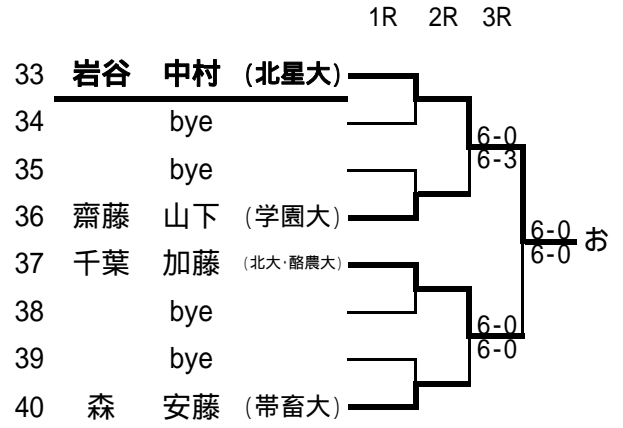 1R 2R 3R
33 岩谷 中村 (北星大)
34 bye
6-0
6-3
35 bye
36 齋藤 山下 (学園大)
6-0
6-0 お
37 千葉 加藤 (北大·酪農大)
38 bye
6-0
6-0
39 bye
40 森 安藤 (帯畜大)